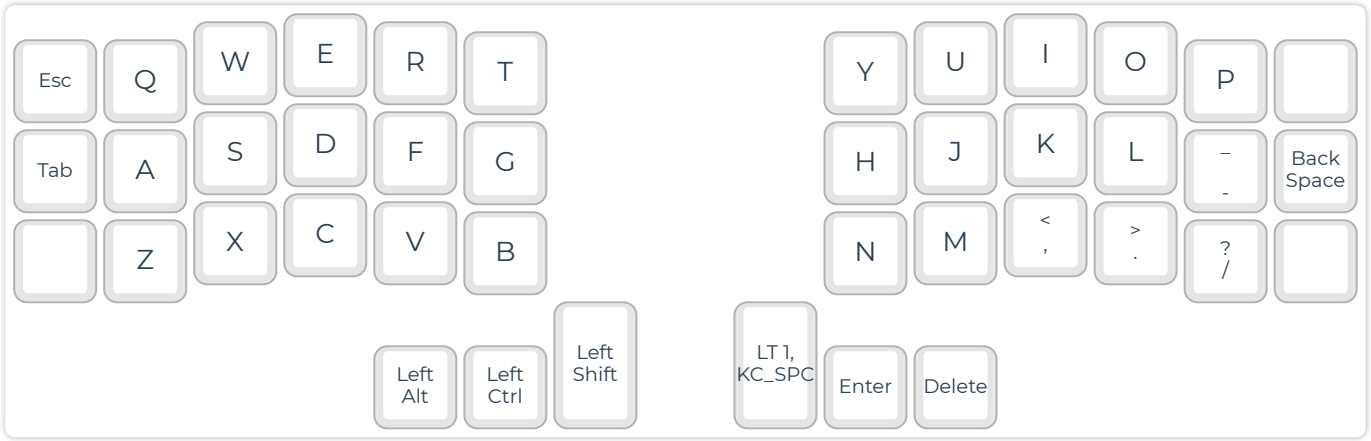 Esc
Q
W
E
R
T
Y
U
I
O
P
Tab
A
S
D
F
G
H
J
K
L
_
-
Back
Space
Z
X
C
V
B
N
M
<
,
>
.
?
/
Left
Alt
Left
Ctrl
Left
Shift
LT 1,
KC_SPC
Enter
Delete